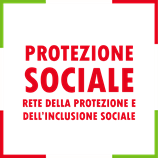 PROTEZIONE
SOCIALE
RETE DELLA PROTEZIONE E
DELL'INCLUSIONE SOCIALE